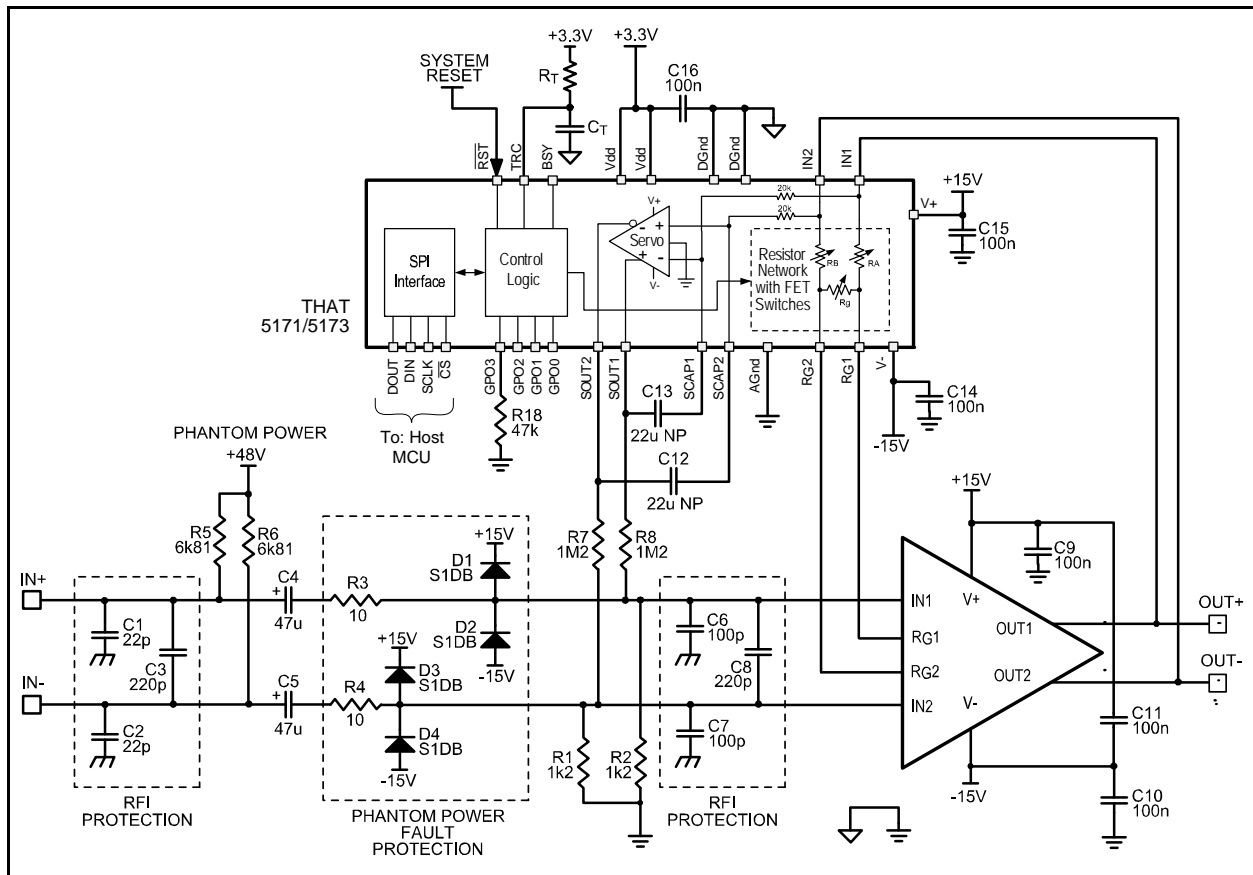 +3.3V
+3.3V
SYSTEM
RESET
RT
CT
C16
100n
RST
TRC
BSY
Vdd
Vdd
DGnd
DGnd
IN2
IN1
20k
20k
V+
+15V
C15
100n
SPI
Interface
Control
Logic
V+
-
+
Servo
+
-
V-
Resistor
Network
with FET
Switches
RB
RA
Rg
THAT
5171/5173
DOUT
DIN
SCLK
CS
GPO3
GPO2
GPO1
GPO0
SOUT2
SOUT1
SCAP1
SCAP2
AGnd
RG2
RG1
V-
To: Host
MCU
R18
47k
C13
22u NP
C12
22u NP
C14
100n
-15V
PHANTOM POWER
+48V
R5
6k81
R6
6k81
R7
1M2
R8
1M2
+15V
C9
100n
IN+
C1
22p
C3
220p
+
C4
47u
R3
10
+15V
D1
S1DB
D2
S1DB
-15V
C6
100p
C8
220p
IN1
RG1
RG2
IN2
V+
OUT1
OUT2
V-
OUT+
-
OUT-
-
IN-
C2
22p
+
C5
47u
R4
10
+15V
D3
S1DB
D4
S1DB
-15V
R1
1k2
R2
1k2
C7
100p
C11
100n
-15V
C10
100n
RFI
PROTECTION
PHANTOM POWER
FAULT
PROTECTION
RFI
PROTECTION